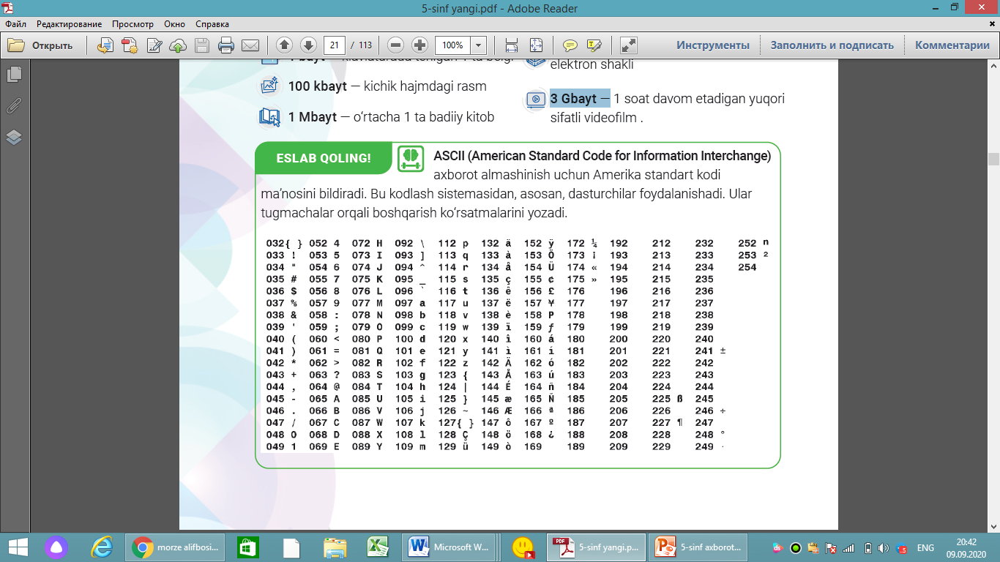 5-sinf yangi.pdf - Adobe Reader
Файл Редактирование Просмотр Окно Справка
Открыть 21 / 113 100% Инструменты Заполнить и подписать Комментарии
elektron shakli
100 kbayt — kichik hajmdagi rasm
3 Gbayt — 1 soat davom etadigan yuqori
1 Mbayt — o‘rtacha 1 ta badiiy kitob
sifatli videofilm .
ESLAB QOLING!
ASCII (American Standard Code for Information Interchange)
axborot almashinish uchun Amerika standart kodi
ma’nosini bildiradi. Bu kodlash sistemasidan, asosan, dasturchilar foydalanishadi. Ular
tugmachalar orqali boshqarish ko‘rsatmalarini yozadi.
032{ } 052 4 072 H 092 \ 112 p 132 ä 152 ÿ 172 ¼ 192 212 232 252 n
033 ! 053 5 073 I 093 ] 113 q 133 à 153 Ö 173 ¡ 193 213 233 253 ²
034 " 054 6 074 J 094 ^ 114 r 134 å 154 Ü 174 « 194 214 234 254
035 # 055 7 075 K 095 _ 115 s 135 ç 155 ¢ 175 » 195 215 235
036 $ 056 8 076 L 096 ` 116 t 136 ê 156 £ 176 196 216 236
037 % 057 9 077 M 097 a 117 u 137 ë 157 ¥ 177 197 217 237
038 & 058 : 078 N 098 b 118 v 138 è 158 P 178 198 218 238
039 ' 059 ; 079 O 099 c 119 w 139 ï 159 ƒ 179 199 219 239
040 ( 060 < 080 P 100 d 120 x 140 î 160 á 180 200 220 240
041 ) 061 = 081 Q 101 e 121 y 141 ì 161 í 181 201 221 241 ±
042 * 062 > 082 R 102 f 122 z 142 Ä 162 ó 182 202 222 242
043 + 063 ? 083 S 103 g 123 { 143 Å 163 ú 183 203 223 243
044 , 064 @ 084 T 104 h 124 | 144 É 164 ñ 184 204 224 244
045 - 065 A 085 U 105 i 125 } 145 æ 165 Ñ 185 205 225 ß 245
046 . 066 B 086 V 106 j 126 ~ 146 Æ 166 ª 186 206 226 246 ÷
047 / 067 C 087 W 107 k 127{ } 147 ô 167 º 187 207 227 ¶ 247
048 0 068 D 088 X 108 l 128 Ç 148 ö 168 ¿ 188 208 228 248 °
049 1 069 E 089 Y 109 m 129 ü 149 ò 169 189 209 229 249 ·
morze alifbosi... Microsoft W... 5-sinf yangi.p... 5-sinf axborot... ENG 20:42
09.09.2020